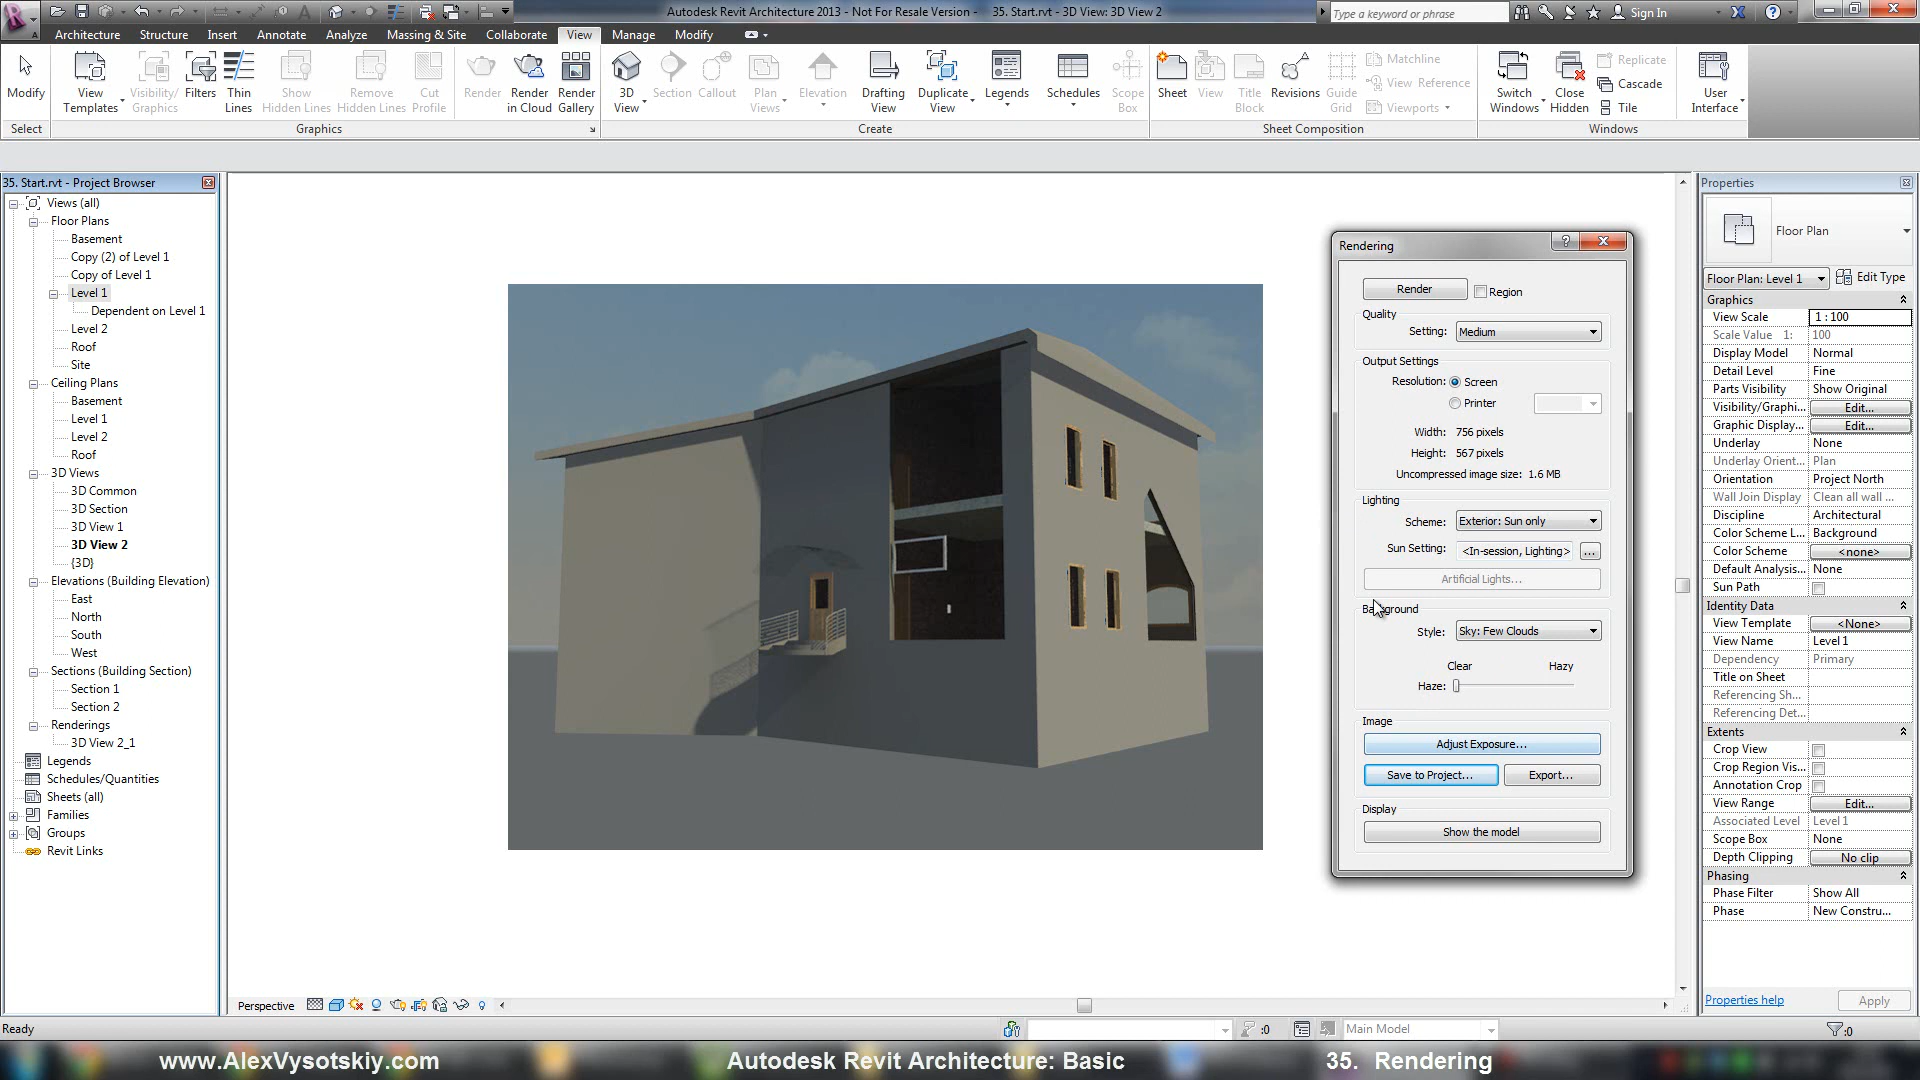 Autodesk Revit Architecture 2013 - Not For Resale Version - 35. Start.rvt - 3D View: 3D View 2
Type a keyword or phrase
Sign In
Architecture Structure Insert Annotate Analyze Massing & Site Collaborate View Manage Modify
Modify
View Templates
Visibility/ Graphics
Filters
Thin Lines
Show Hidden Lines
Remove Hidden Lines
Cut Profile
Render
Render in Cloud
Render Gallery
3D View
Section
Callout
Plan Views
Elevation
Drafting View
Duplicate View
Legends
Schedules
Scope Box
Sheet
View
Title Block
Revisions
Guide Grid
Matchline
View Reference
Viewports
Switch Windows
Close Hidden
Replicate
Cascade
Tile
User Interface
Select
Graphics
Create
Sheet Composition
Windows
35. Start.rvt - Project Browser
Views (all)
Floor Plans
Basement
Copy (2) of Level 1
Copy of Level 1
Level 1
Dependent on Level 1
Level 2
Roof
Site
Ceiling Plans
Basement
Level 1
Level 2
Roof
3D Views
3D Common
3D Section
3D View 1
3D View 2
{3D}
Elevations (Building Elevation)
East
North
South
West
Sections (Building Section)
Section 1
Section 2
Renderings
3D View 2_1
Legends
Schedules/Quantities
Sheets (all)
Families
Groups
Revit Links
Rendering
Render
Region
Quality
Setting: Medium
Output Settings
Resolution: Screen
Printer
Width: 756 pixels
Height: 567 pixels
Uncompressed image size: 1.6 MB
Lighting
Scheme: Exterior: Sun only
Sun Setting: <In-session, Lighting> ...
Artificial Lights...
Background
Style: Sky: Few Clouds
Clear Hazy
Haze:
Image
Adjust Exposure...
Save to Project... Export...
Display
Show the model
Properties
Floor Plan
Floor Plan: Level 1 Edit Type
Graphics
View Scale 1 : 100
Scale Value 1: 100
Display Model Normal
Detail Level Fine
Parts Visibility Show Original
Visibility/Graphi... Edit...
Graphic Display... Edit...
Underlay None
Underlay Orient... Plan
Orientation Project North
Wall Join Display Clean all wall ...
Discipline Architectural
Color Scheme L... Background
Color Scheme <none>
Default Analysis... None
Sun Path
Identity Data
View Template <None>
View Name Level 1
Dependency Primary
Title on Sheet
Referencing Sh...
Referencing Det...
Extents
Crop View
Crop Region Vis...
Annotation Crop
View Range Edit...
Associated Level Level 1
Scope Box None
Depth Clipping No clip
Phasing
Phase Filter Show All
Phase New Constru...
Properties help Apply
Perspective
Ready
:0
Main Model
:0
www.AlexVysotskiy.com Autodesk Revit Architecture: Basic 35. Rendering